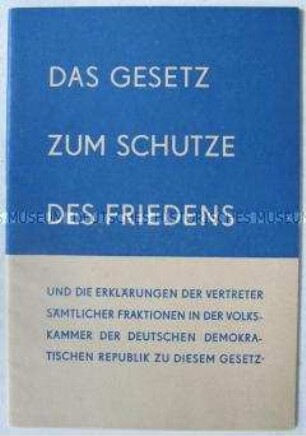 DAS GESETZ
ZUM SCHUTZE
DES FRIEDENS
UND DIE ERKLÄRUNGEN DER VERTRETER
SÄMTLICHER FRAKTIONEN IN DER VOLKS-
KAMMER DER DEUTSCHEN DEMOKRA-
TISCHEN REPUBLIK ZU DIESEM GESETZ